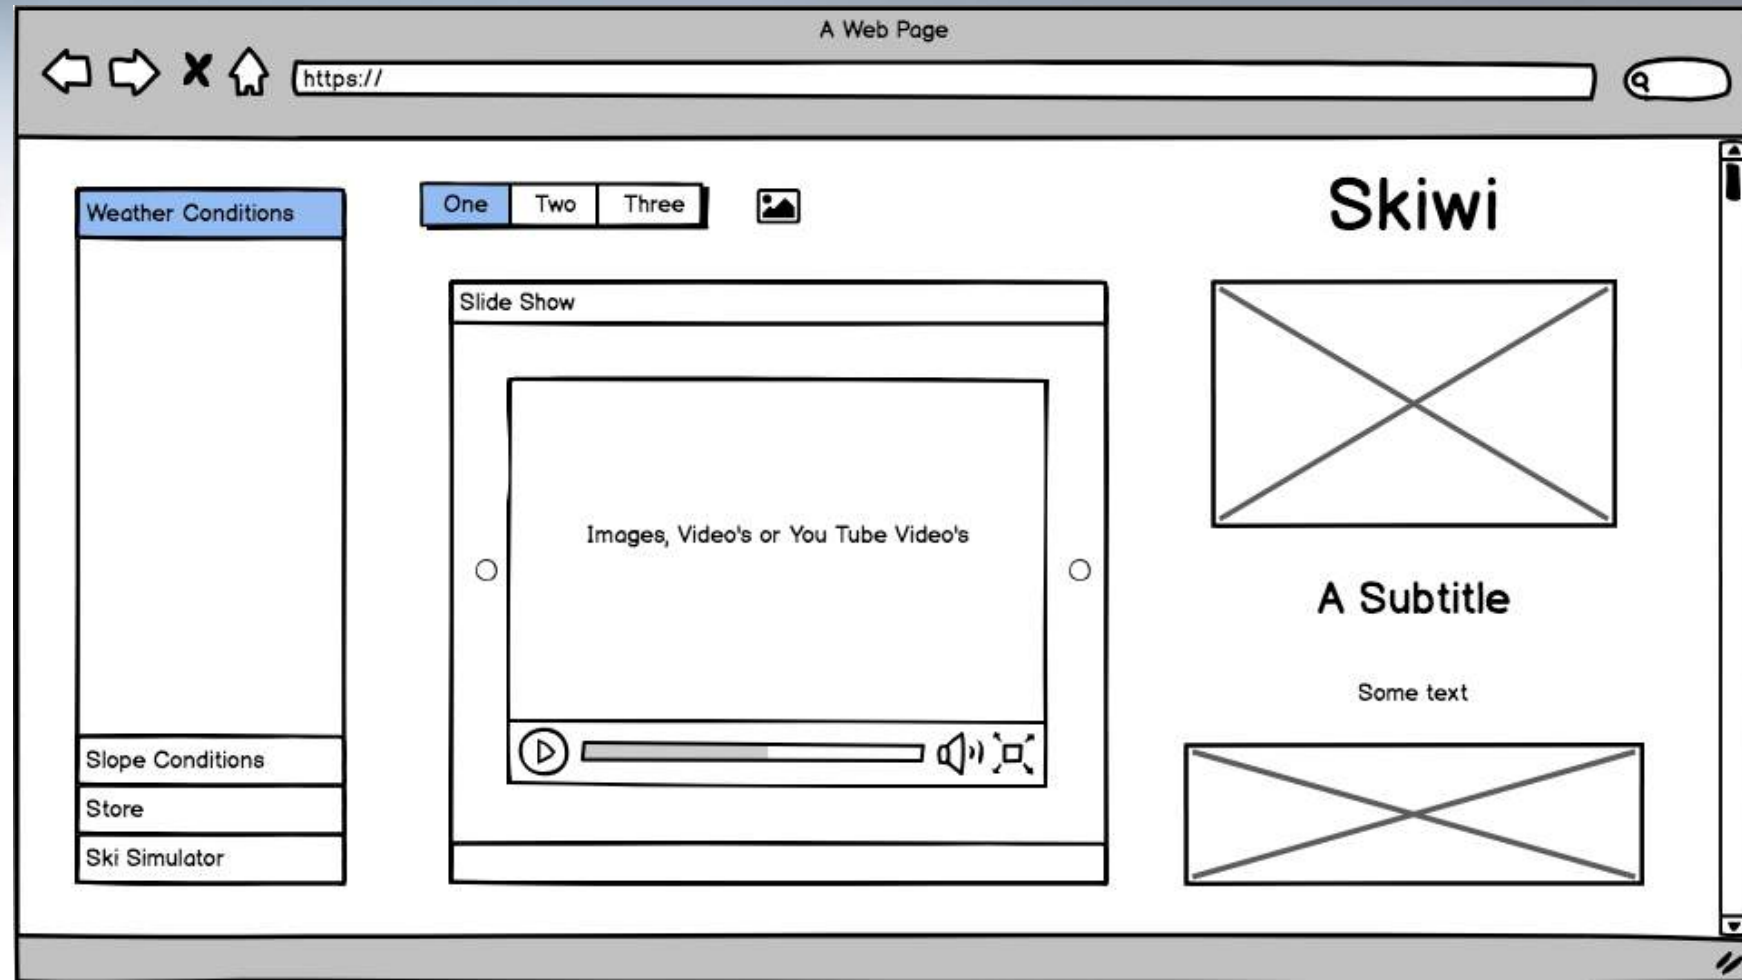 A Web Page
https://
Weather Conditions
Slope Conditions
Store
Ski Simulator
One Two Three
Slide Show
Images, Video's or You Tube Video's
Skiwi
A Subtitle
Some text